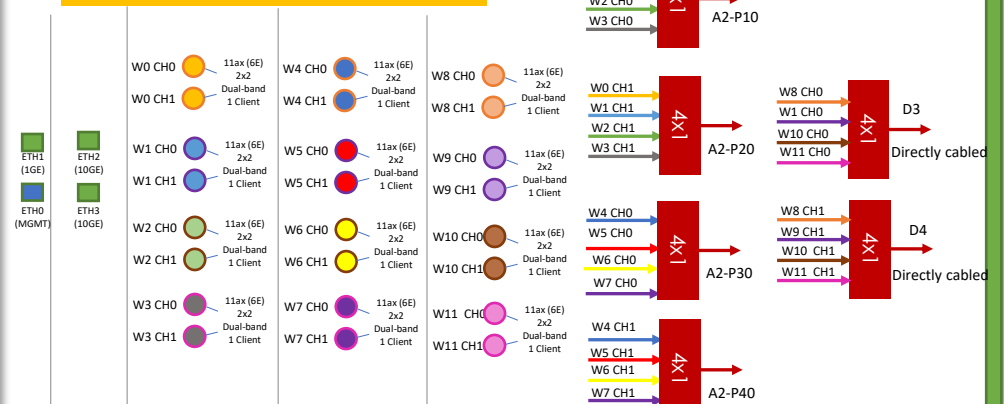 ETH1
(1GE)
ETH2
(10GE)
ETH0
(MGMT)
ETH3
(10GE)
W0 CH0
W0 CH1
11ax (6E)
2x2
Dual-band
1 Client
W1 CH0
W1 CH1
11ax (6E)
2x2
Dual-band
1 Client
W2 CH0
W2 CH1
11ax (6E)
2x2
Dual-band
1 Client
W3 CH0
W3 CH1
11ax (6E)
2x2
Dual-band
1 Client
W4 CH0
W4 CH1
11ax (6E)
2x2
Dual-band
1 Client
W5 CH0
W5 CH1
11ax (6E)
2x2
Dual-band
1 Client
W6 CH0
W6 CH1
11ax (6E)
2x2
Dual-band
1 Client
W7 CH0
W7 CH1
11ax (6E)
2x2
Dual-band
1 Client
W8 CH0
W8 CH1
11ax (6E)
2x2
Dual-band
1 Client
W9 CH0
W9 CH1
11ax (6E)
2x2
Dual-band
1 Client
W10 CH0
W10 CH1
11ax (6E)
2x2
Dual-band
1 Client
W11 CH0
W11 CH1
11ax (6E)
2x2
Dual-band
1 Client
W2 CH0
W3 CH0
A2-P10
W0 CH1
W1 CH1
W2 CH1
W3 CH1
4x1
A2-P20
W4 CH0
W5 CH0
W6 CH0
W7 CH0
4x1
A2-P30
W4 CH1
W5 CH1
W6 CH1
W7 CH1
4x1
A2-P40
W8 CH0
W1 CH0
W10 CH0
W11 CH0
4x1
D3
Directly cabled
W8 CH1
W9 CH1
W10 CH1
W11 CH1
4x1
D4
Directly cabled